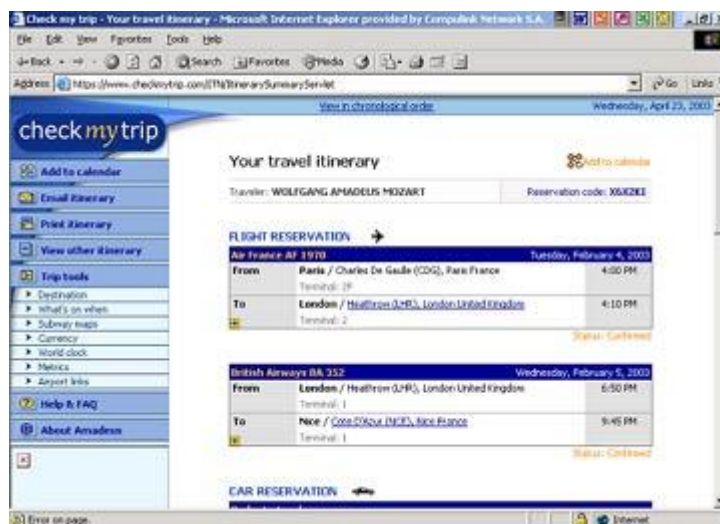 Check my trip - Your travel itinerary - Microsoft Internet Explorer provided by Compulink Network S.A.
File Edit View Favorites Tools Help
Back Search Favorites Media
Address https://www.checkmytrip.com/ITN/ItinerarySummaryServlet Go Links
View in chronological order Wednesday, April 23, 2003
checkmytrip
Your travel itinerary Add to calendar
Traveler: WOLFGANG AMADEUS MOZART Reservation code:
Add to calendar
Email itinerary
Print itinerary
View other itinerary
Trip tools
Destination
What's on when
Subway maps
Currency
World clock
Metrics
Airport links
Help & FAQ
About Amadeus
FLIGHT RESERVATION
Air France AF 1970 Tuesday, February 4, 2003
From Paris / Charles De Gaulle (CDG), Paris France 4:00 PM
Terminal: 2F
To London / Heathrow (LHR), London United Kingdom 4:10 PM
Terminal: 2
Status: Confirmed
British Airways BA 352 Wednesday, February 5, 2003
From London / Heathrow (LHR), London United Kingdom 6:50 PM
Terminal: 1
To Nice / Cote D'Azur (NCE), Nice France 9:45 PM
Terminal: 1
Status: Confirmed
CAR RESERVATION
Error on page. Internet